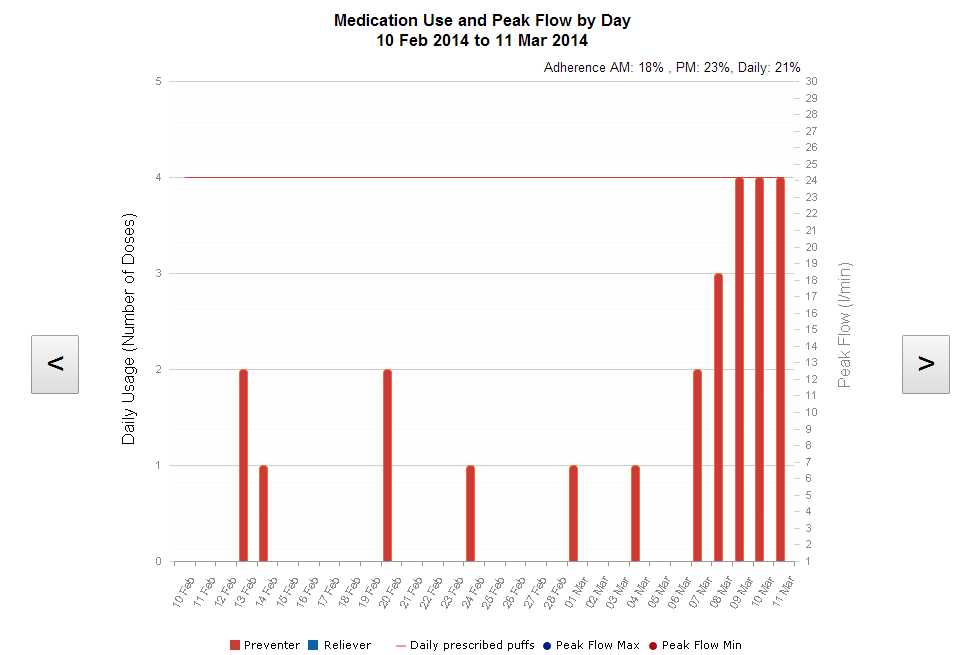 Medication Use and Peak Flow by Day
10 Feb 2014 to 11 Mar 2014
Adherence AM: 18% , PM: 23%, Daily: 21%
Daily Usage (Number of Doses)
5
4
3
2
1
0
<
30
29
28
27
26
25
24
23
22
21
20
19
18
17
16
15
14
13
12
11
10
9
8
7
6
5
4
3
2
1
Peak Flow (l/min)
>
10 Feb
11 Feb
12 Feb
13 Feb
14 Feb
15 Feb
16 Feb
17 Feb
18 Feb
19 Feb
20 Feb
21 Feb
22 Feb
23 Feb
24 Feb
25 Feb
26 Feb
27 Feb
28 Feb
01 Mar
02 Mar
03 Mar
04 Mar
05 Mar
06 Mar
07 Mar
08 Mar
09 Mar
10 Mar
11 Mar
Preventer Reliever Daily prescribed puffs Peak Flow Max Peak Flow Min